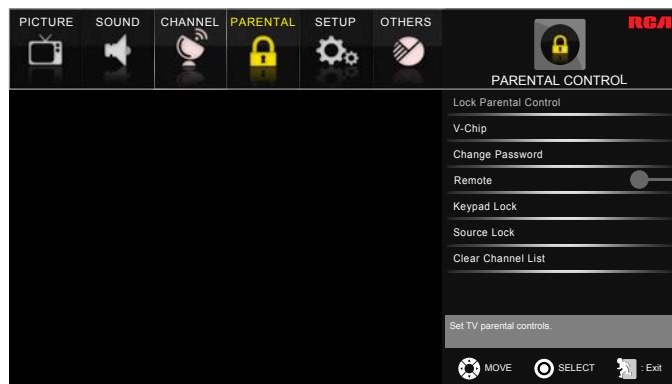 PICTURE SOUND CHANNEL PARENTAL SETUP OTHERS
RCA
PARENTAL CONTROL
Lock Parental Control
V-Chip
Change Password
Remote
Keypad Lock
Source Lock
Clear Channel List
Set TV parental controls.
MOVE SELECT : Exit